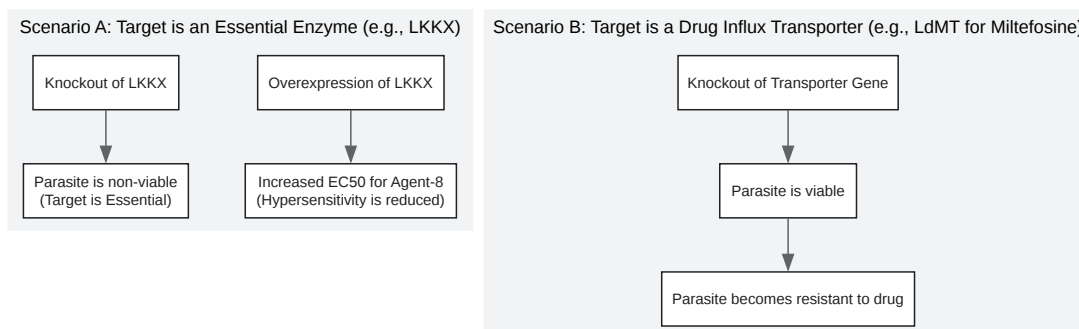 Scenario A: Target is an Essential Enzyme (e.g., LKKX)
Knockout of LKKX
Overexpression of LKKX
Parasite is non-viable
(Target is Essential)
Increased EC50 for Agent-8
(Hypersensitivity is reduced)
Scenario B: Target is a Drug Influx Transporter (e.g., LdMT for Miltefosine)
Knockout of Transporter Gene
Parasite is viable
Parasite becomes resistant to drug